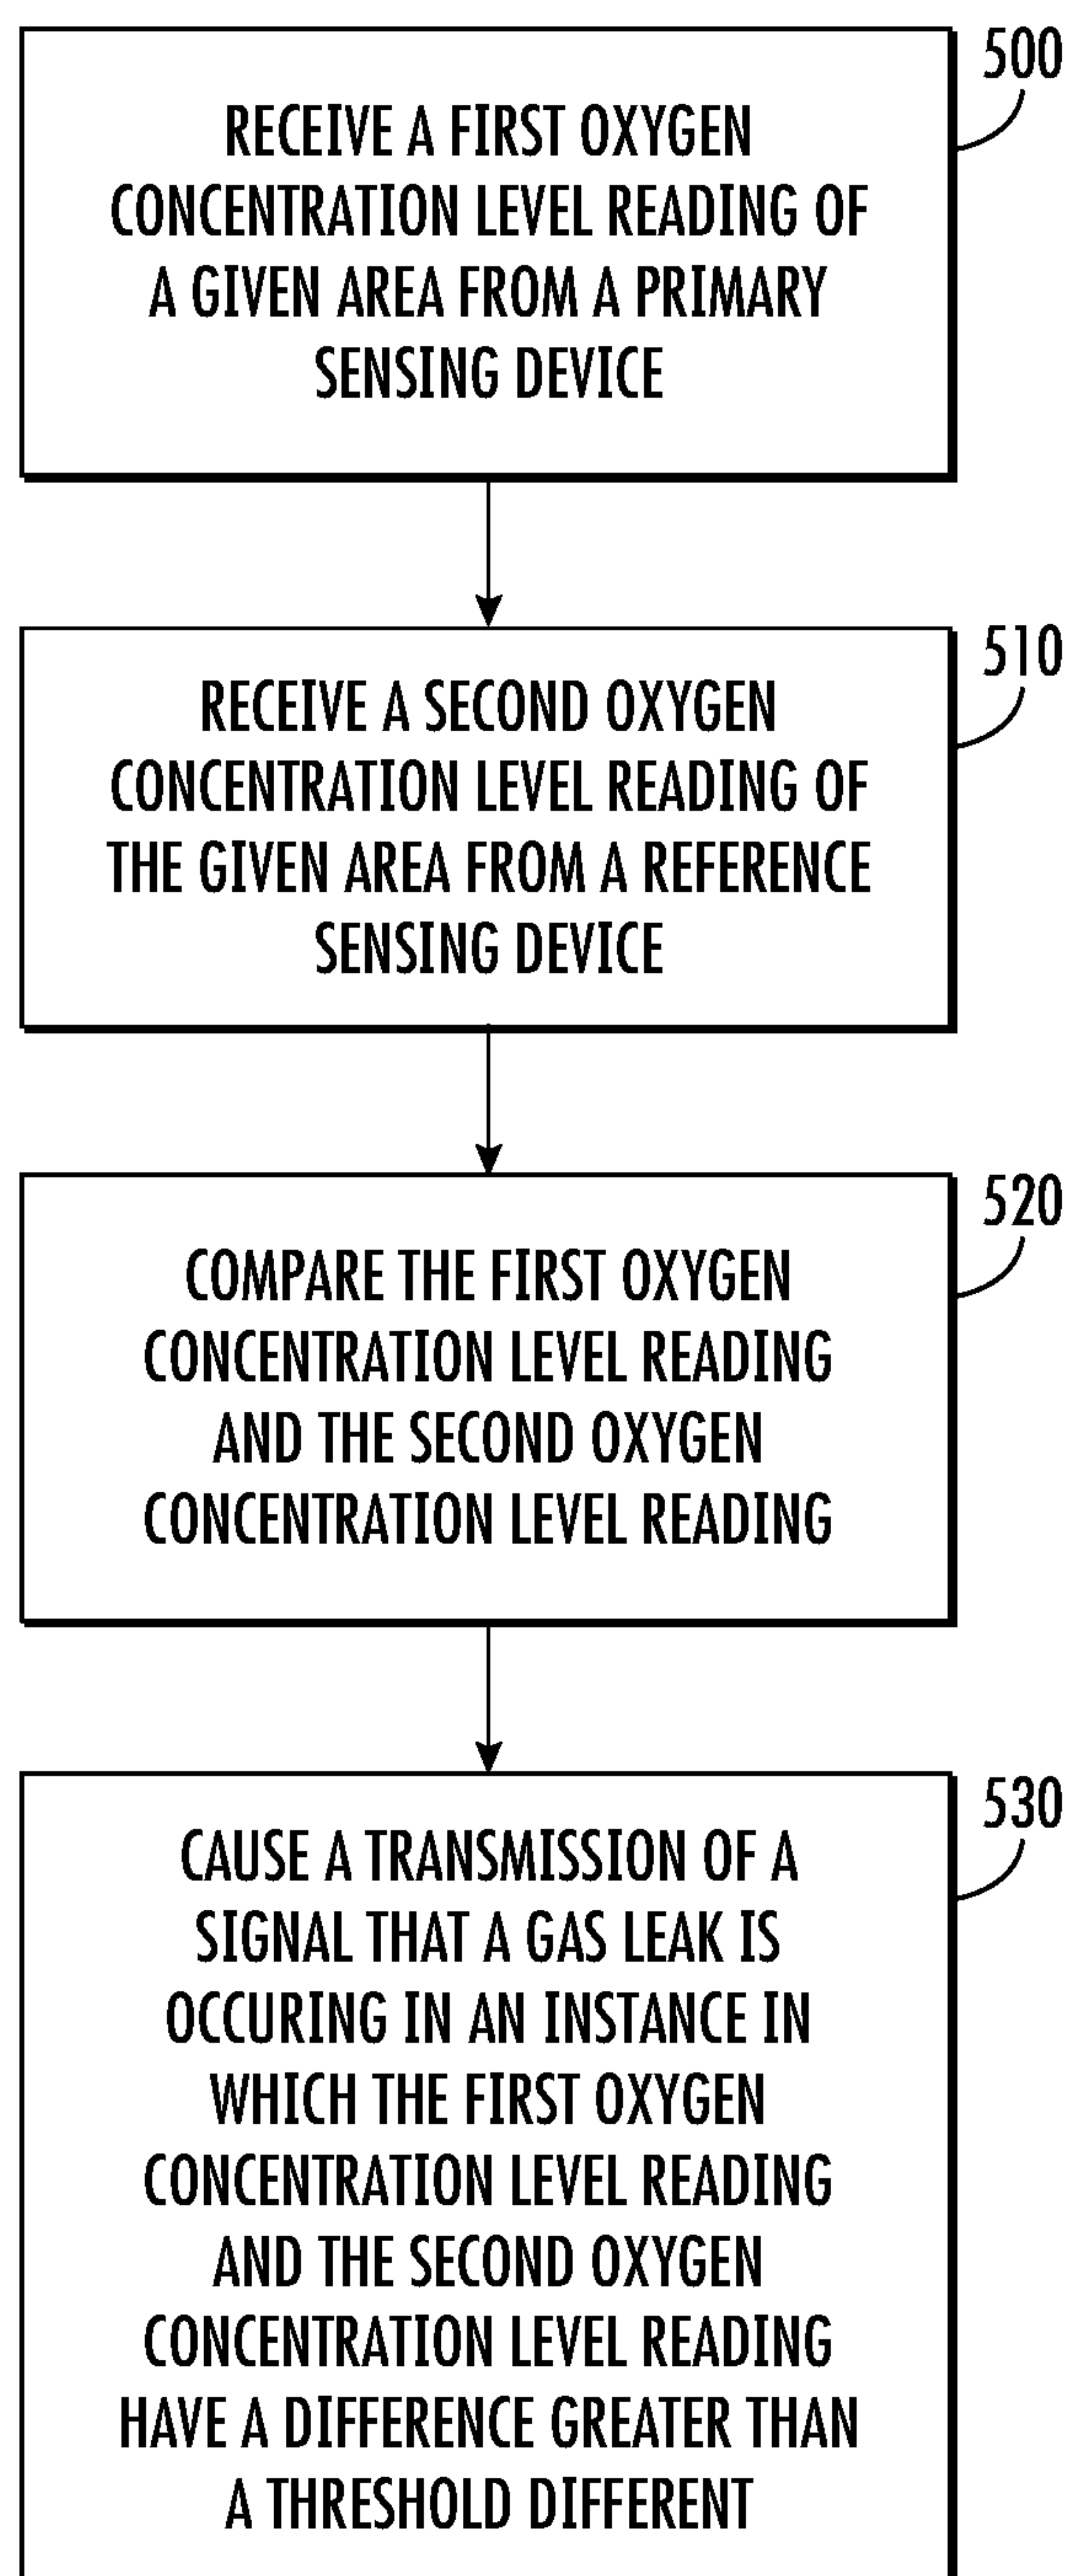 500
RECEIVE A FIRST OXYGEN
CONCENTRATION LEVEL READING OF
A GIVEN AREA FROM A PRIMARY
SENSING DEVICE
510
RECEIVE A SECOND OXYGEN
CONCENTRATION LEVEL READING OF
THE GIVEN AREA FROM A REFERENCE
SENSING DEVICE
520
COMPARE THE FIRST OXYGEN
CONCENTRATION LEVEL READING
AND THE SECOND OXYGEN
CONCENTRATION LEVEL READING
530
CAUSE A TRANSMISSION OF A
SIGNAL THAT A GAS LEAK IS
OCCURING IN AN INSTANCE IN
WHICH THE FIRST OXYGEN
CONCENTRATION LEVEL READING
AND THE SECOND OXYGEN
CONCENTRATION LEVEL READING
HAVE A DIFFERENCE GREATER THAN
A THRESHOLD DIFFERENT